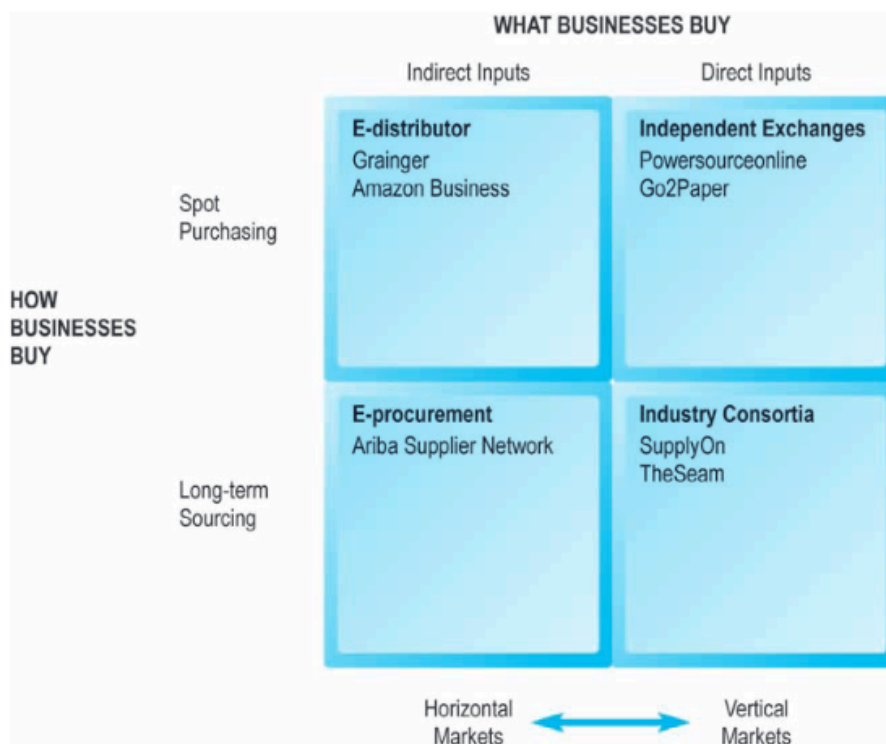 WHAT BUSINESSES BUY
Indirect Inputs
Direct Inputs
E-distributor
Grainger
Amazon Business
Independent Exchanges
Powersourceonline
Go2Paper
Spot
Purchasing
HOW
BUSINESSES
BUY
E-procurement
Ariba Supplier Network
Industry Consortia
SupplyOn
TheSeam
Long-term
Sourcing
Horizontal
Markets
Vertical
Markets